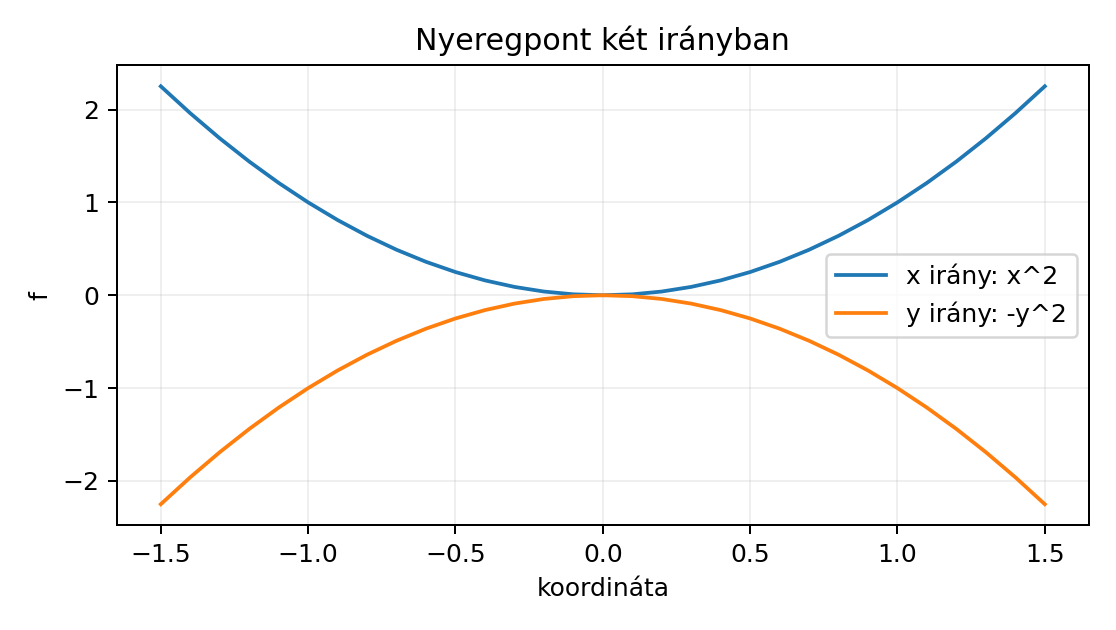 Nyeregpont két irányban
f
2
1
0
−1
−2
x irány: x^2
y irány: -y^2
−1.5 −1.0 −0.5 0.0 0.5 1.0 1.5
koordináta